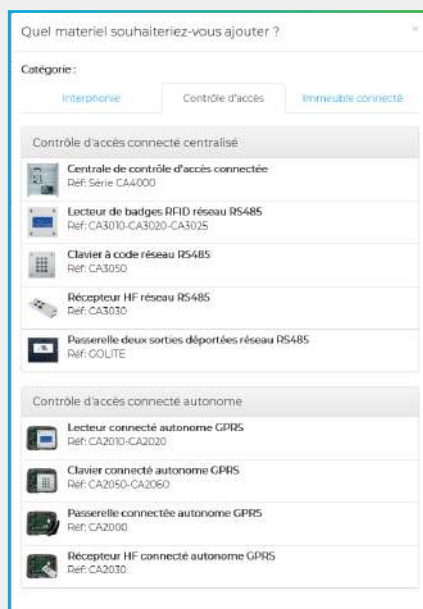 Quel materiel souhaiteriez-vous ajouter ?
×
Catégorie :
Interphonie
Contrôle d'accès
Immeuble connecté
Contrôle d'accès connecté centralisé
Centrale de contrôle d'accès connectée
Réf: Série CA4000
Lecteur de badges RFID réseau RS485
Réf: CA3010-CA3020-CA3025
Clavier à code réseau RS485
Réf: CA3050
Récepteur HF réseau RS485
Réf: CA3030
Passerelle deux sorties déportées réseau RS485
Réf: GOLITE
Contrôle d'accès connecté autonome
Lecteur connecté autonome GPRS
Réf: CA2010-CA2020
Clavier connecté autonome GPRS
Réf: CA2050-CA2060
Passerelle connectée autonome GPRS
Réf: CA2000
Récepteur HF connecté autonome GPRS
Réf: CA2030